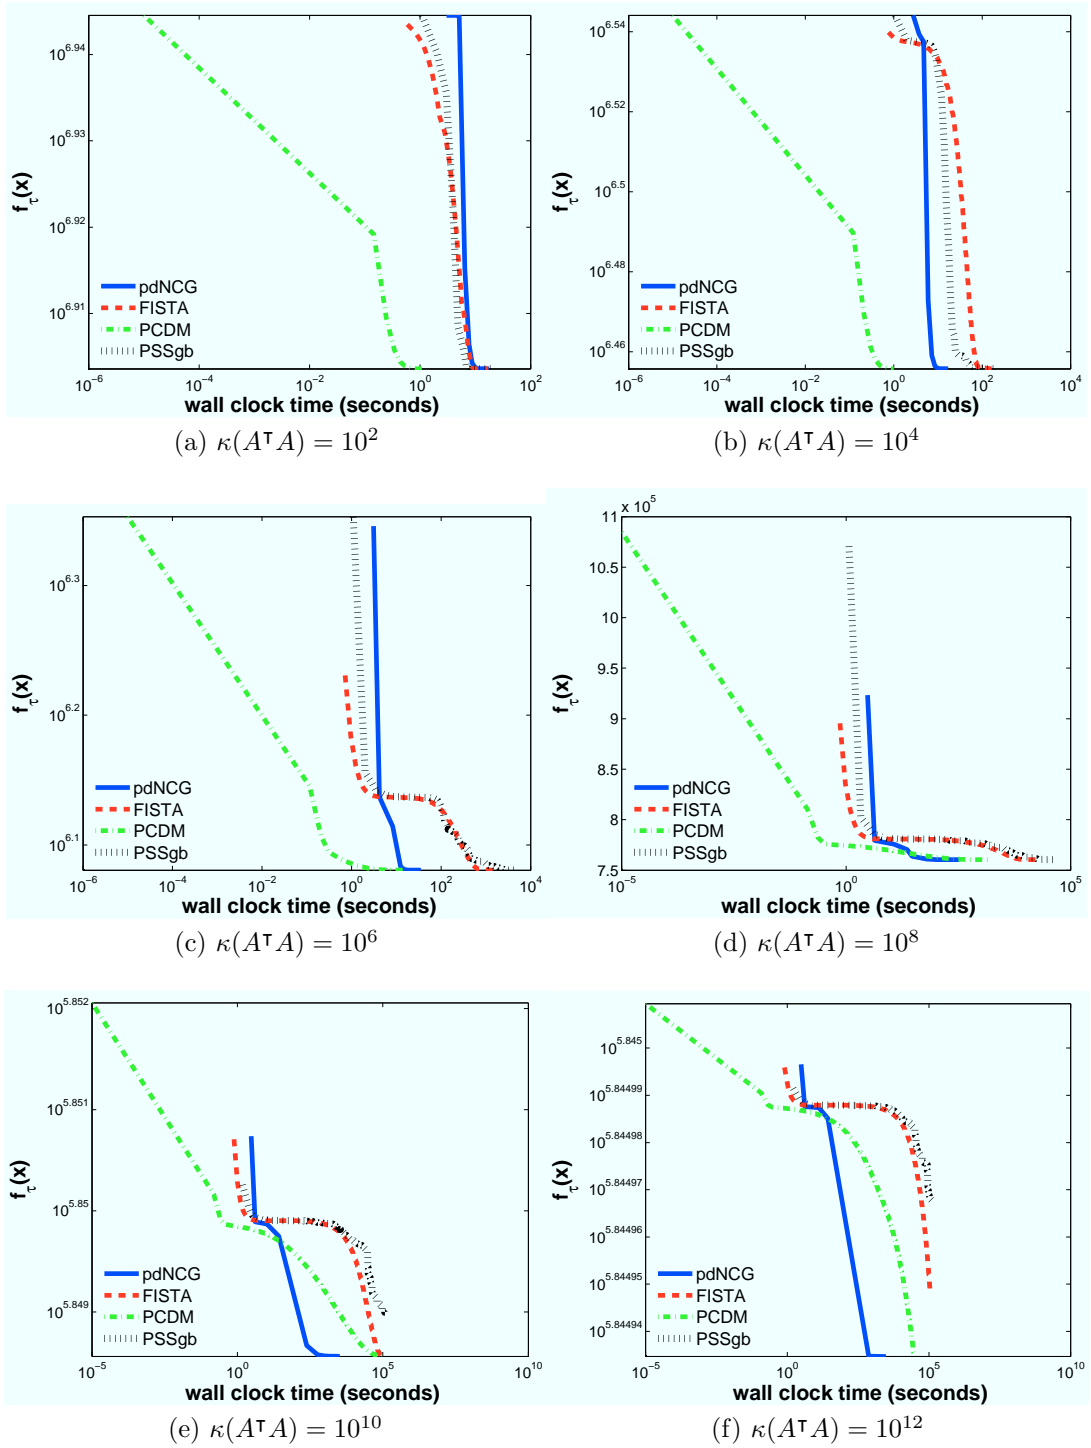 10^6.94
10^6.93
10^6.92
10^6.91
f_τ(x)
pdNCG
FISTA
PCDM
PSSgb
10^−6 10^−4 10^−2 10^0 10^2
wall clock time (seconds)
(a) κ(A⊺A) = 10^2
10^6.54
10^6.52
10^6.5
10^6.48
10^6.46
f_τ(x)
pdNCG
FISTA
PCDM
PSSgb
10^−6 10^−4 10^−2 10^0 10^2 10^4
wall clock time (seconds)
(b) κ(A⊺A) = 10^4
10^6.3
10^6.2
10^6.1
f_τ(x)
pdNCG
FISTA
PCDM
PSSgb
10^−6 10^−4 10^−2 10^0 10^2 10^4
wall clock time (seconds)
(c) κ(A⊺A) = 10^6
x 10^5
11
10.5
10
9.5
9
8.5
8
7.5
f_τ(x)
pdNCG
FISTA
PCDM
PSSgb
10^−5 10^0 10^5
wall clock time (seconds)
(d) κ(A⊺A) = 10^8
10^5.852
10^5.851
10^5.85
10^5.849
f_τ(x)
pdNCG
FISTA
PCDM
PSSgb
10^−5 10^0 10^5 10^10
wall clock time (seconds)
(e) κ(A⊺A) = 10^10
10^5.845
10^5.84499
10^5.84498
10^5.84497
10^5.84496
10^5.84495
10^5.84494
f_τ(x)
pdNCG
FISTA
PCDM
PSSgb
10^−5 10^0 10^5 10^10
wall clock time (seconds)
(f) κ(A⊺A) = 10^12